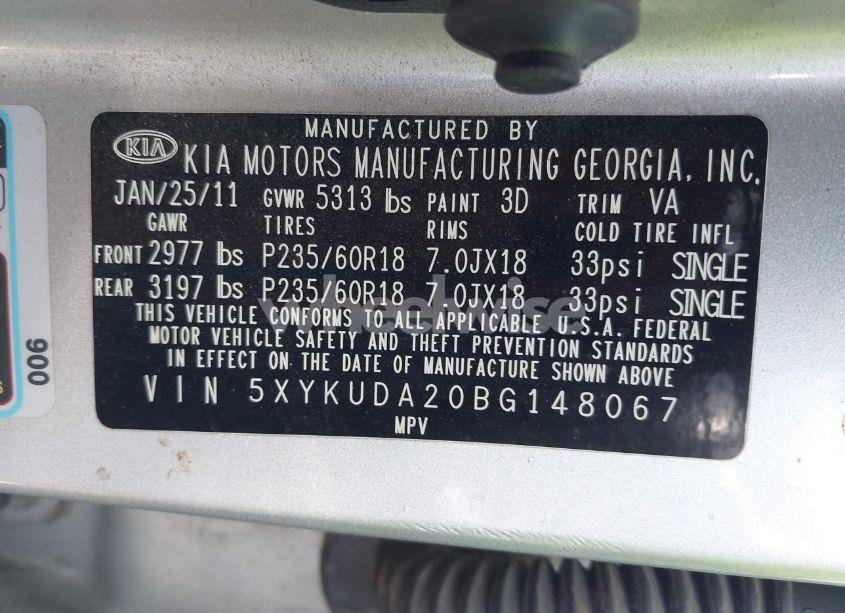 MANUFACTURED BY
KIA KIA MOTORS MANUFACTURING GEORGIA, INC.
JAN/25/11 GVWR 5313 lbs PAINT 3D TRIM VA
GAWR TIRES RIMS COLD TIRE INFL
FRONT 2977 lbs P235/60R18 7.0JX18 33psi SINGLE
REAR 3197 lbs P235/60R18 7.0JX18 33psi SINGLE
THIS VEHICLE CONFORMS TO ALL APPLICABLE U.S.A. FEDERAL
MOTOR VEHICLE SAFETY AND THEFT PREVENTION STANDARDS
IN EFFECT ON THE DATE OF MANUFACTURE SHOWN ABOVE
VIN 5XYKUDA20BG148067
MPV
006